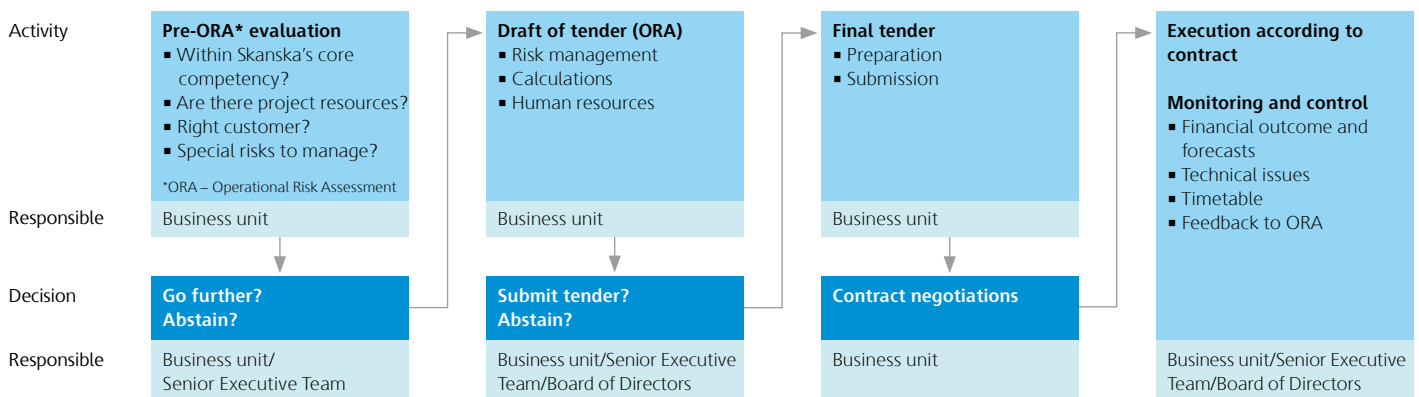 Activity
Pre-ORA* evaluation
▪ Within Skanska's core
competency?
▪ Are there project resources?
▪ Right customer?
▪ Special risks to manage?
*ORA – Operational Risk Assessment
Draft of tender (ORA)
▪ Risk management
▪ Calculations
▪ Human resources
Final tender
▪ Preparation
▪ Submission
Execution according to
contract
Monitoring and control
▪ Financial outcome and
forecasts
▪ Technical issues
▪ Timetable
▪ Feedback to ORA
Responsible
Business unit
Business unit
Business unit
Decision
Go further?
Abstain?
Submit tender?
Abstain?
Contract negotiations
Responsible
Business unit/
Senior Executive Team
Business unit/Senior Executive
Team/Board of Directors
Business unit
Business unit/Senior Executive
Team/Board of Directors